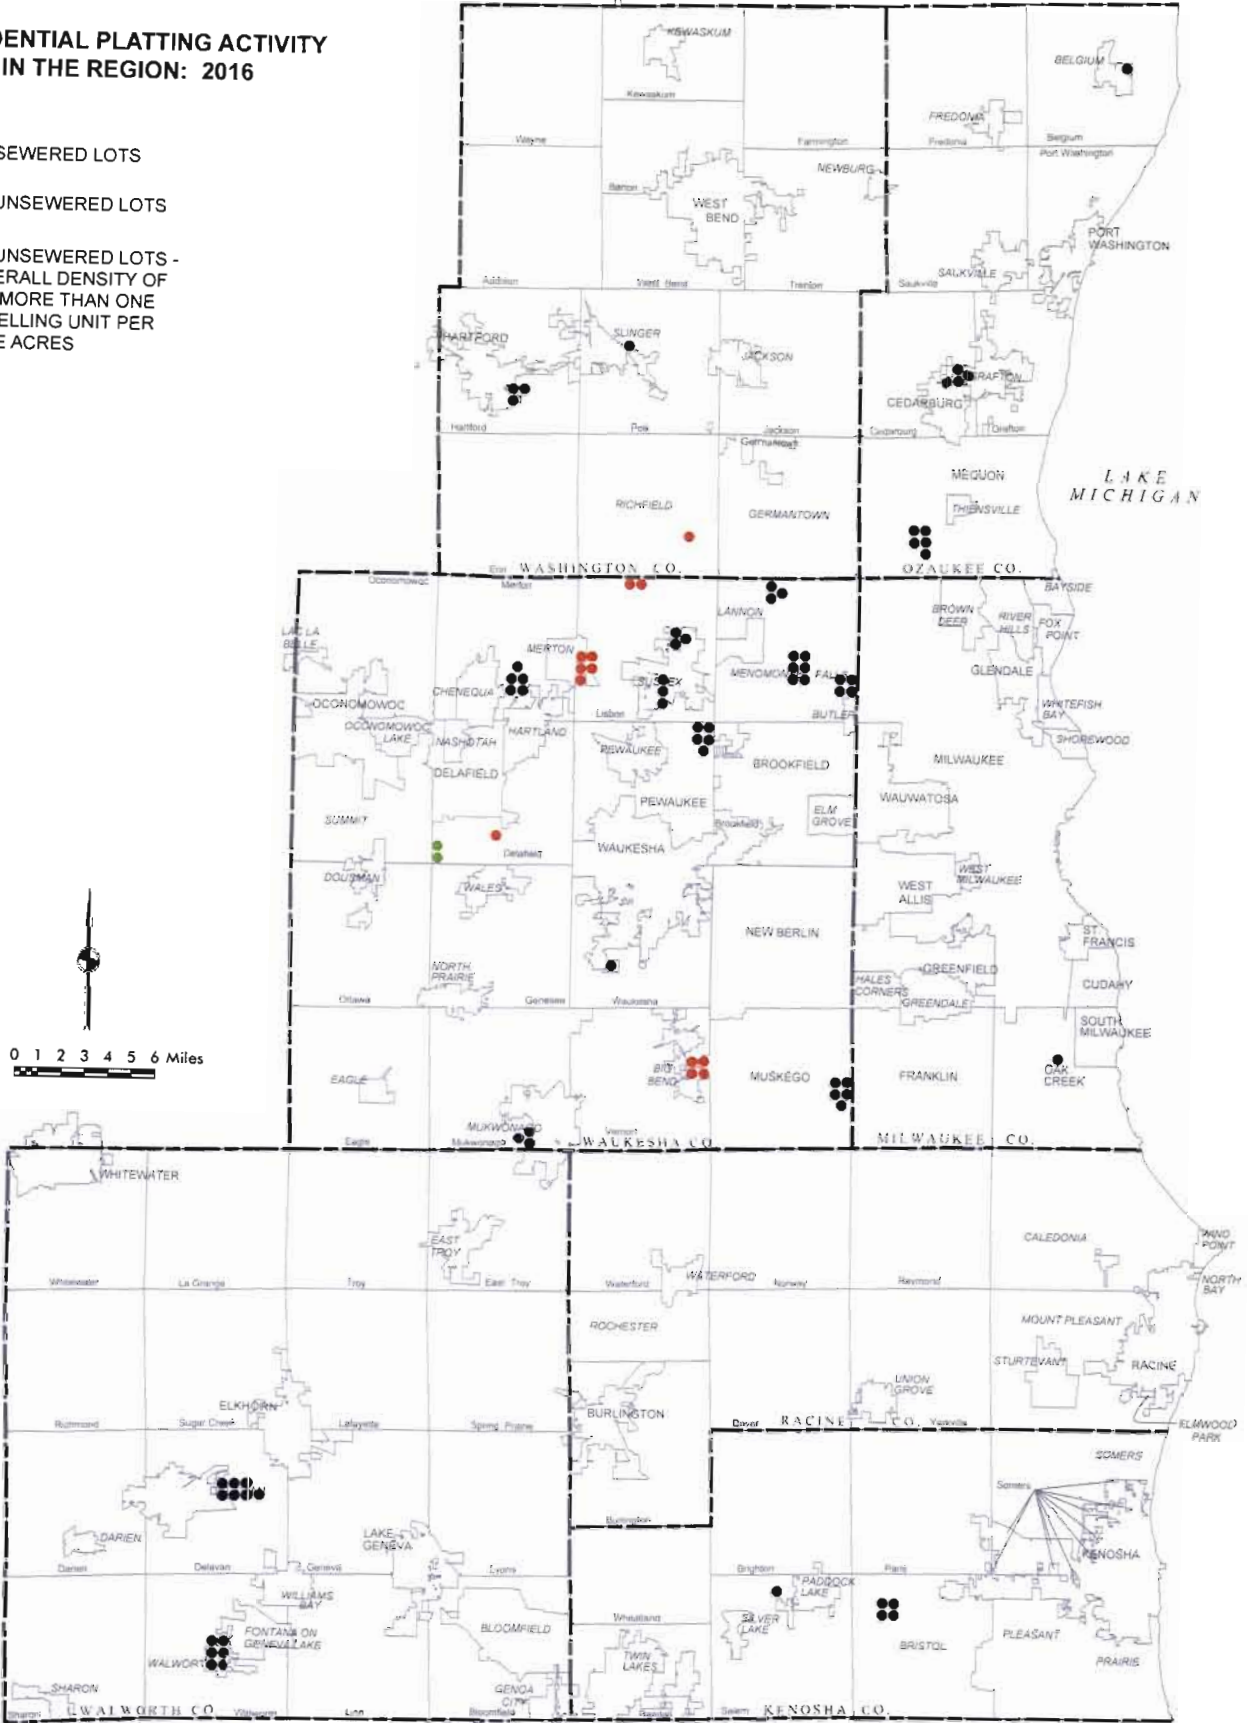 DENTIAL PLATTING ACTIVITY
IN THE REGION: 2016
SEWERED LOTS
UNSEWERED LOTS
UNSEWERED LOTS -
ERALL DENSITY OF
MORE THAN ONE
ELLING UNIT PER
E ACRES
KEWASKUM
BELGIUM
Kewaskum
FREDONIA
Wayne
Farmington
Fredonia
Belgium
Port Washington
NEWBURG
Barton
WEST
BEND
PORT
WASHINGTON
SAUKVILLE
Addison
West Bend
Trenton
Saukville
HARTFORD
SLINGER
JACKSON
GRAFTON
CEDARBURG
Hartford
Polk
Jackson
Cedarburg
Grafton
Germantown
MEQUON
LAKE
MICHIGAN
RICHFIELD
GERMANTOWN
THIENSVILLE
Erin
WASHINGTON CO.
OZAUKEE CO.
Oconomowoc
Merton
BAYSIDE
LANNON
BROWN
DEER
RIVER
HILLS
FOX
POINT
LAC LA
BELLE
MERTON
CHENEQUA
SUSSEX
MENOMON
FALLS
GLENDALE
OCONOMOWOC
Lisbon
BUTLER
WHITEFISH
BAY
OCONOMOWOC
LAKE
NASHOTAH
HARTLAND
PEWAUKEE
SHOREWOOD
DELAFIELD
BROOKFIELD
MILWAUKEE
PEWAUKEE
WAUWATOSA
SUMMIT
Brookfield
ELM
GROVE
WAUKESHA
Delafield
DOUSMAN
WALES
WEST
ALLIS
WEST
MILWAUKEE
NEW BERLIN
ST.
FRANCIS
NORTH
PRAIRIE
HALES
CORNERS
GREENFIELD
GREENDALE
CUDAHY
Ottawa
Genesee
Waukesha
SOUTH
MILWAUKEE
0 1 2 3 4 5 6 Miles
EAGLE
BIG
BEND
MUSKEGO
FRANKLIN
OAK
CREEK
MUKWONAGO
Eagle
Mukwonago
Vernon
WAUKESHA CO.
MILWAUKEE CO.
WHITEWATER
EAST
TROY
CALEDONIA
WIND
POINT
Whitewater
La Grange
Troy
East Troy
Waterford
WATERFORD
Norway
Raymond
NORTH
BAY
ROCHESTER
MOUNT PLEASANT
STURTEVANT
RACINE
UNION
GROVE
ELKHORN
BURLINGTON
Richmond
Sugar Creek
Lafayette
Spring Prairie
Dover
RACINE CO.
Yorkville
ELMWOOD
PARK
SOMERS
Somers
Burlington
DARIEN
LAKE
GENEVA
KENOSHA
Darien
Delavan
Geneva
Lyons
Brighton
Paris
WILLIAMS
BAY
PADDOCK
LAKE
FONTANA ON
GENEVA LAKE
BLOOMFIELD
Wheatland
SILVER
LAKE
WALWORT
BRISTOL
PLEASANT
PRAIRIE
TWIN
LAKES
SHARON
GENOA
CITY
Sharon
WALWORTH CO.
Walworth
Linn
Bloomfield
Randall
Salem
KENOSHA CO.